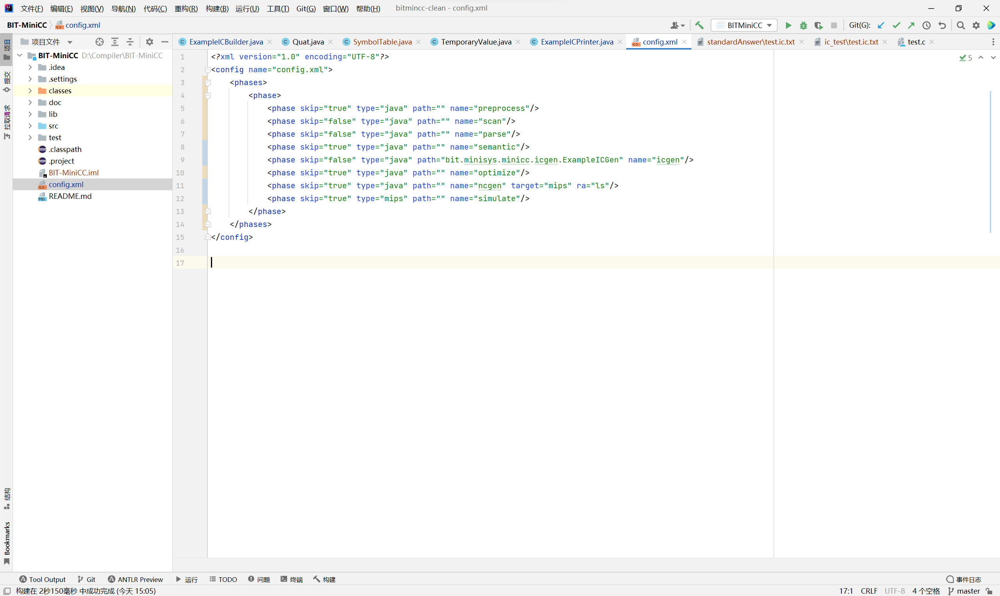 文件(F) 编辑(E) 视图(V) 导航(N) 代码(C) 重构(R) 构建(B) 运行(U) 工具(T) Git(G) 窗口(W) 帮助(H) bitmincc-clean - config.xml
BIT-MiniCC config.xml BITMiniCC Git(G):
项目
提交
拉取请求
结构
Bookmarks
项目文件
BIT-MiniCC D:\Compiler\BIT-MiniCC
.idea
.settings
classes
doc
lib
src
test
.classpath
.project
BIT-MiniCC.iml
config.xml
README.md
ExampleICBuilder.java Quat.java SymbolTable.java TemporaryValue.java ExampleICPrinter.java config.xml standardAnswer\test.ic.txt ic_test\test.ic.txt test.c
5
1 <?xml version="1.0" encoding="UTF-8"?>
2 <config name="config.xml">
3 <phases>
4 <phase>
5 <phase skip="true" type="java" path="" name="preprocess"/>
6 <phase skip="false" type="java" path="" name="scan"/>
7 <phase skip="false" type="java" path="" name="parse"/>
8 <phase skip="true" type="java" path="" name="semantic"/>
9 <phase skip="false" type="java" path="bit.minisys.minicc.icgen.ExampleICGen" name="icgen"/>
10 <phase skip="true" type="java" path="" name="optimize"/>
11 <phase skip="true" type="java" path="" name="ncgen" target="mips" ra="ls"/>
12 <phase skip="true" type="mips" path="" name="simulate"/>
13 </phase>
14 </phases>
15 </config>
16
17
Tool Output Git ANTLR Preview 运行 TODO 问题 终端 构建 事件日志
构建在 2秒150毫秒 中成功完成 (今天 15:05) 17:1 CRLF UTF-8 4 个空格 master